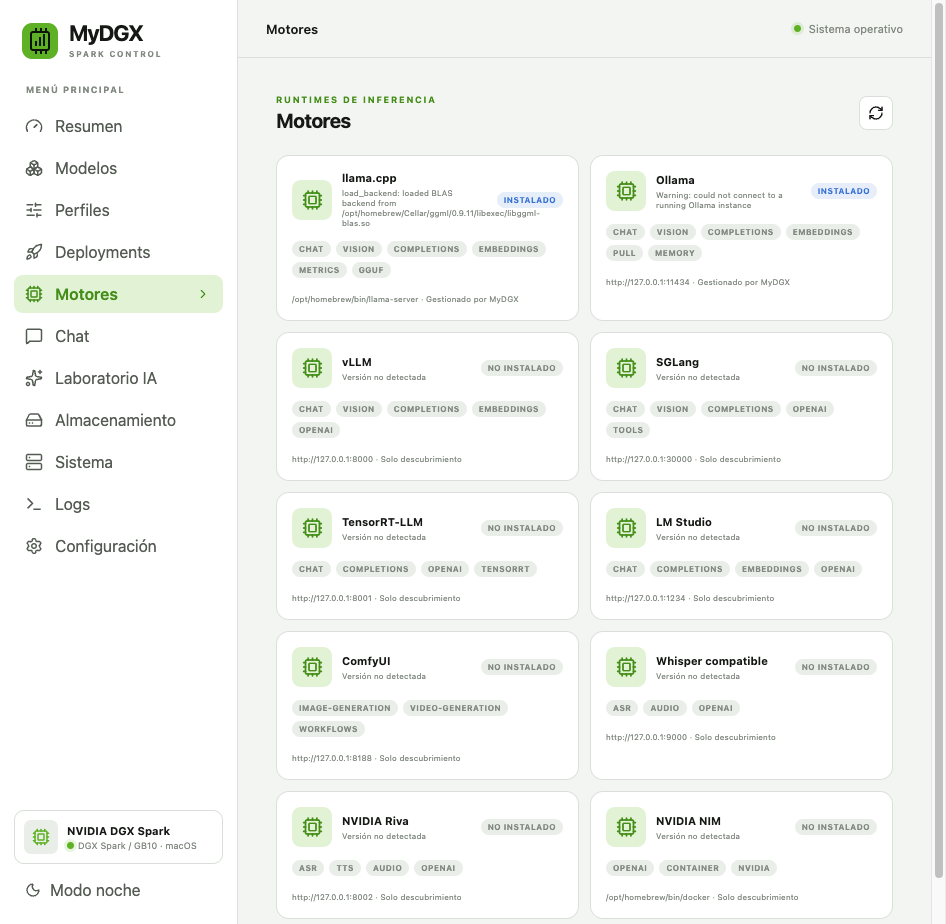 MyDGX
SPARK CONTROL
MENÚ PRINCIPAL
Resumen
Modelos
Perfiles
Deployments
Motores
Chat
Laboratorio IA
Almacenamiento
Sistema
Logs
Configuración
NVIDIA DGX Spark
DGX Spark / GB10 · macOS
Modo noche
Motores
Sistema operativo
RUNTIMES DE INFERENCIA
Motores
llama.cpp
load_backend: loaded BLAS
backend from
/opt/homebrew/Cellar/ggml/0.9.11/libexec/libggml-
blas.so
INSTALADO
CHAT VISION COMPLETIONS EMBEDDINGS
METRICS GGUF
/opt/homebrew/bin/llama-server · Gestionado por MyDGX
Ollama
Warning: could not connect to a
running Ollama instance
INSTALADO
CHAT VISION COMPLETIONS EMBEDDINGS
PULL MEMORY
http://127.0.0.1:11434 · Gestionado por MyDGX
vLLM
Versión no detectada
NO INSTALADO
CHAT VISION COMPLETIONS EMBEDDINGS
OPENAI
http://127.0.0.1:8000 · Solo descubrimiento
SGLang
Versión no detectada
NO INSTALADO
CHAT VISION COMPLETIONS OPENAI
TOOLS
http://127.0.0.1:30000 · Solo descubrimiento
TensorRT-LLM
Versión no detectada
NO INSTALADO
CHAT COMPLETIONS OPENAI TENSORRT
http://127.0.0.1:8001 · Solo descubrimiento
LM Studio
Versión no detectada
NO INSTALADO
CHAT COMPLETIONS EMBEDDINGS OPENAI
http://127.0.0.1:1234 · Solo descubrimiento
ComfyUI
Versión no detectada
NO INSTALADO
IMAGE-GENERATION VIDEO-GENERATION
WORKFLOWS
http://127.0.0.1:8188 · Solo descubrimiento
Whisper compatible
Versión no detectada
NO INSTALADO
ASR AUDIO OPENAI
http://127.0.0.1:9000 · Solo descubrimiento
NVIDIA Riva
Versión no detectada
NO INSTALADO
ASR TTS AUDIO OPENAI
http://127.0.0.1:8002 · Solo descubrimiento
NVIDIA NIM
Versión no detectada
NO INSTALADO
OPENAI CONTAINER NVIDIA
/opt/homebrew/bin/docker · Solo descubrimiento